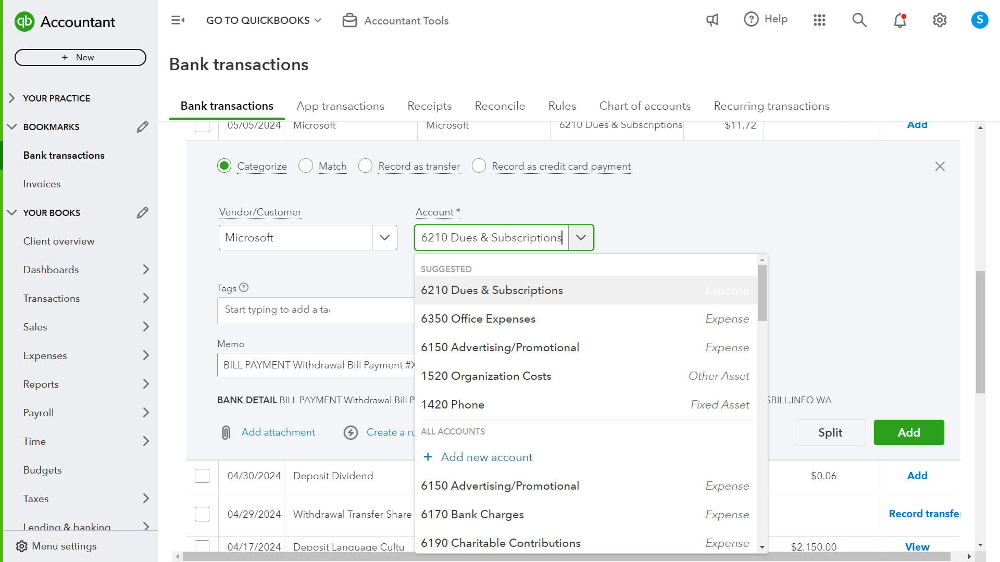 qb Accountant
GO TO QUICKBOOKS
Accountant Tools
Help
S
+ New
Bank transactions
YOUR PRACTICE
Bank transactions
App transactions
Receipts
Reconcile
Rules
Chart of accounts
Recurring transactions
BOOKMARKS
05/05/2024 Microsoft Microsoft 6210 Dues & Subscriptions $11.72 Add
Bank transactions
Invoices
Categorize
Match
Record as transfer
Record as credit card payment
YOUR BOOKS
Vendor/Customer
Account *
Microsoft
6210 Dues & Subscriptions
Client overview
Dashboards
Transactions
Sales
Expenses
Reports
Payroll
Time
Budgets
Taxes
Lending & banking
Menu settings
SUGGESTED
6210 Dues & Subscriptions Expense
6350 Office Expenses Expense
6150 Advertising/Promotional Expense
1520 Organization Costs Other Asset
1420 Phone Fixed Asset
ALL ACCOUNTS
+ Add new account
6150 Advertising/Promotional Expense
6170 Bank Charges Expense
6190 Charitable Contributions Expense
Tags
Start typing to add a ta
Memo
BILL PAYMENT Withdrawal Bill Payment #X
BANK DETAIL BILL PAYMENT Withdrawal Bill P
SBILL.INFO WA
Add attachment
Create a ru
Split
Add
04/30/2024 Deposit Dividend $0.06 Add
04/29/2024 Withdrawal Transfer Share Record transfer
04/17/2024 Deposit Language Cultu $2,150.00 View